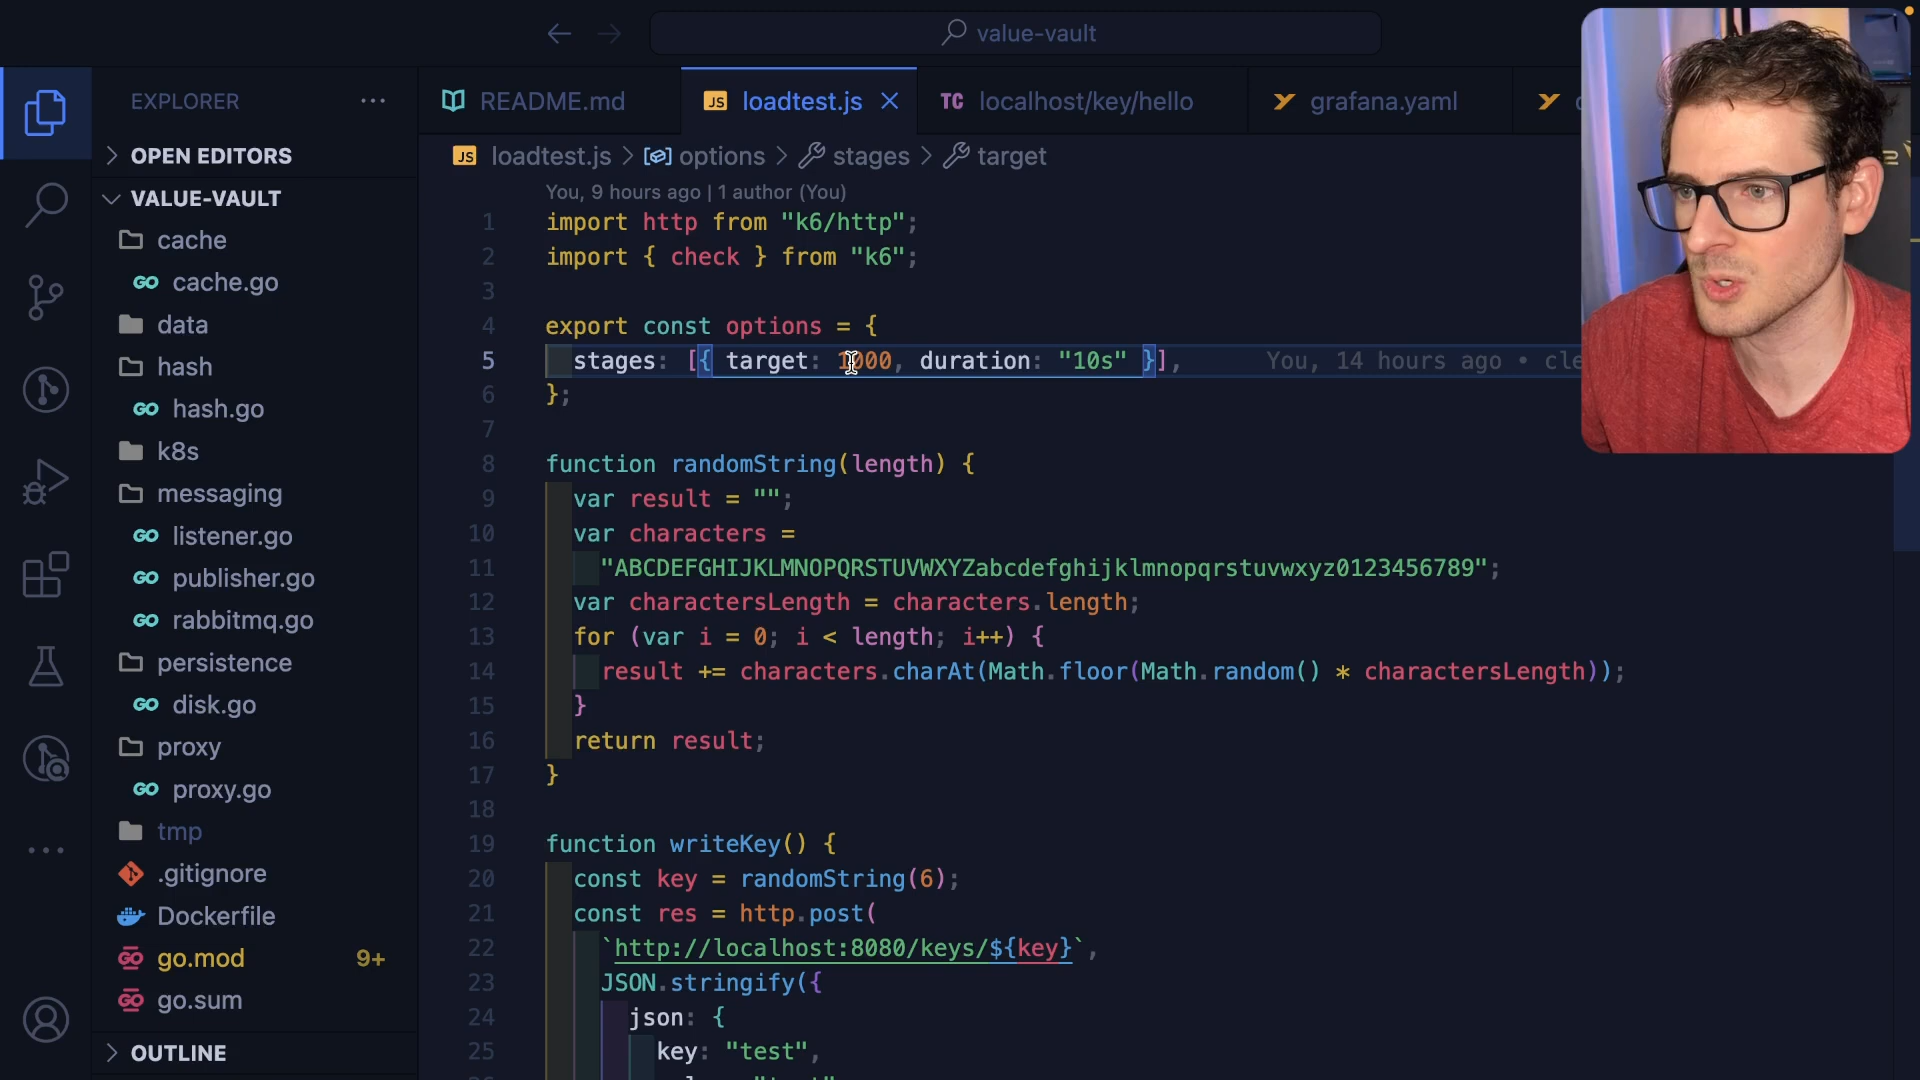 value-vault
EXPLORER
README.md
JS loadtest.js
TC localhost/key/hello
grafana.yaml
OPEN EDITORS
JS loadtest.js > options > stages > target
VALUE-VAULT
You, 9 hours ago | 1 author (You)
cache
cache.go
data
hash
hash.go
k8s
messaging
listener.go
publisher.go
rabbitmq.go
persistence
disk.go
proxy
proxy.go
tmp
.gitignore
Dockerfile
go.mod 9+
go.sum
OUTLINE
1 import http from "k6/http";
2 import { check } from "k6";
3
4 export const options = {
5 stages: [{ target: 1000, duration: "10s" }], You, 14 hours ago • cle
6 };
7
8 function randomString(length) {
9 var result = "";
10 var characters =
11 "ABCDEFGHIJKLMNOPQRSTUVWXYZabcdefghijklmnopqrstuvwxyz0123456789";
12 var charactersLength = characters.length;
13 for (var i = 0; i < length; i++) {
14 result += characters.charAt(Math.floor(Math.random() * charactersLength));
15 }
16 return result;
17 }
18
19 function writeKey() {
20 const key = randomString(6);
21 const res = http.post(
22 `http://localhost:8080/keys/${key}`,
23 JSON.stringify({
24 json: {
25 key: "test",